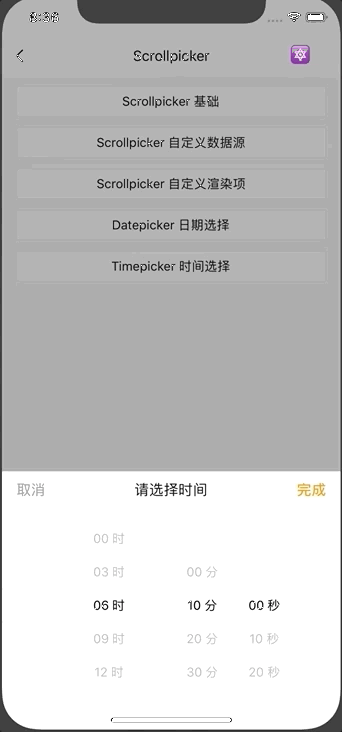 6:36
Scrollpicker
Scrollpicker 基础
Scrollpicker 自定义数据源
Scrollpicker 自定义渲染项
Datepicker 日期选择
Timepicker 时间选择
取消 请选择时间 完成
00 时
03 时 00 分
06 时 10 分 00 秒
09 时 20 分 10 秒
12 时 30 分 20 秒